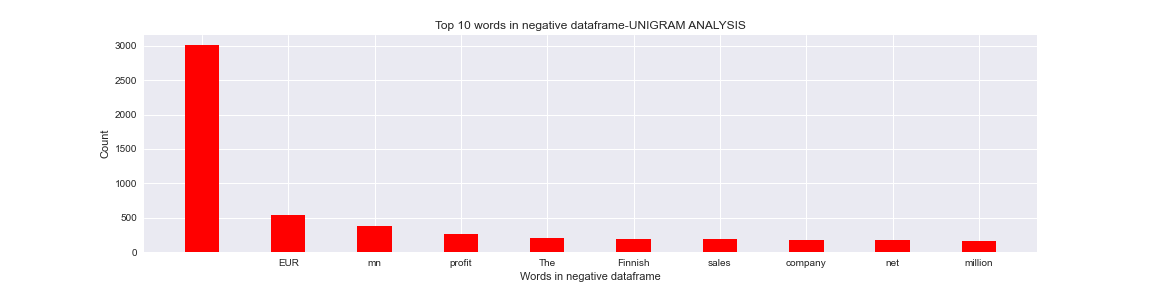 Top 10 words in negative dataframe-UNIGRAM ANALYSIS
3000
2500
2000
1500
1000
500
0
Count
EUR mn profit The Finnish sales company net million
Words in negative dataframe